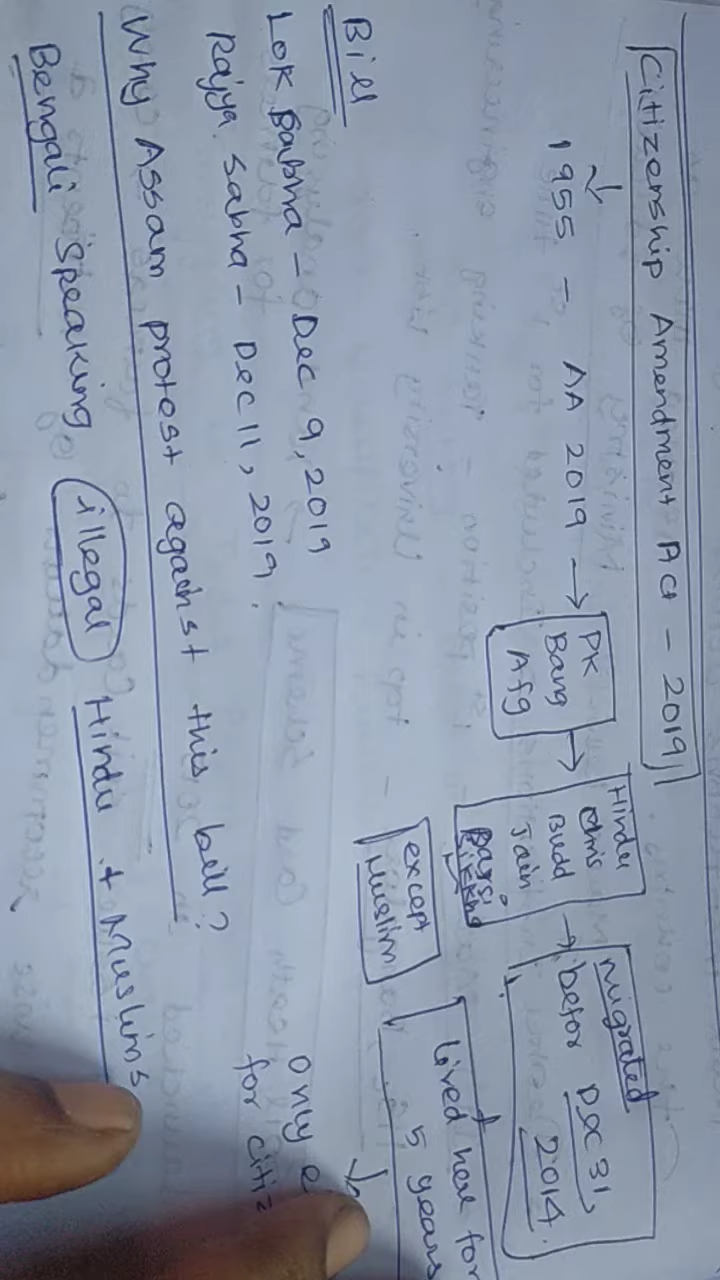 Citizenship Amendment Act - 2019
1955 - AA 2019 →
PK
Bang
Afg
→
Hindu
Chris
Budd
Jain
Parsi
Sikkhs
→
migrated
befor Dec 31,
2014.
except
Muslim
Lived here for
5 years
Bill
Lok Sabha - Dec 9, 2019
Rajya Sabha - Dec 11, 2019.
only e
for citiz
Why Assam protest against this bill?
Bengali speaking illegal Hindu + Muslims